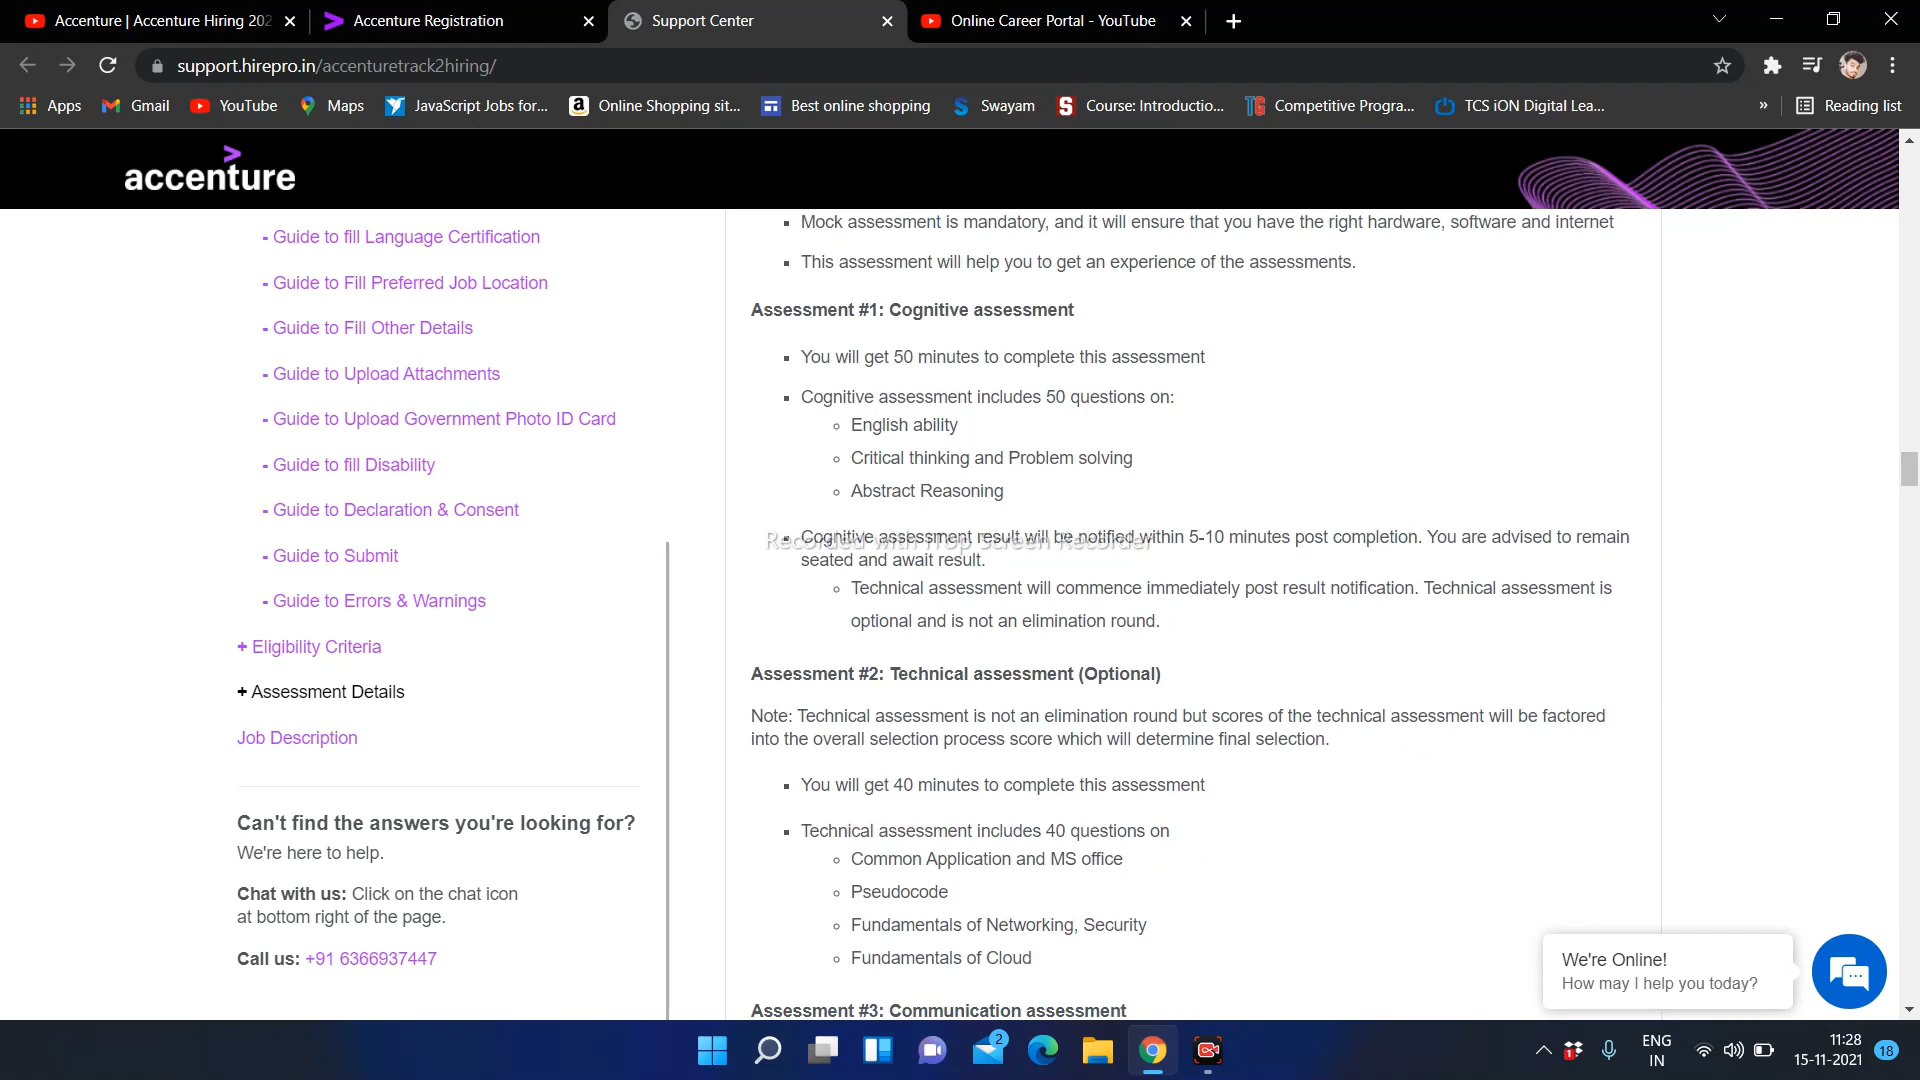 Accenture | Accenture Hiring 202
Accenture Registration
Support Center
Online Career Portal - YouTube
support.hirepro.in/accenturetrack2hiring/
Apps
Gmail
YouTube
Maps
JavaScript Jobs for...
Online Shopping sit...
Best online shopping
Swayam
Course: Introductio...
Competitive Progra...
TCS iON Digital Lea...
»
Reading list
accenture
- Guide to fill Language Certification
- Guide to Fill Preferred Job Location
- Guide to Fill Other Details
- Guide to Upload Attachments
- Guide to Upload Government Photo ID Card
- Guide to fill Disability
- Guide to Declaration & Consent
- Guide to Submit
- Guide to Errors & Warnings
+ Eligibility Criteria
+ Assessment Details
Job Description
Can't find the answers you're looking for?
We're here to help.
Chat with us: Click on the chat icon
at bottom right of the page.
Call us: +91 6366937447
Mock assessment is mandatory, and it will ensure that you have the right hardware, software and internet
This assessment will help you to get an experience of the assessments.
Assessment #1: Cognitive assessment
You will get 50 minutes to complete this assessment
Cognitive assessment includes 50 questions on:
English ability
Critical thinking and Problem solving
Abstract Reasoning
Cognitive assessment result will be notified within 5-10 minutes post completion. You are advised to remain
seated and await result.
Recorded with iTop Screen Recorder
Technical assessment will commence immediately post result notification. Technical assessment is
optional and is not an elimination round.
Assessment #2: Technical assessment (Optional)
Note: Technical assessment is not an elimination round but scores of the technical assessment will be factored
into the overall selection process score which will determine final selection.
You will get 40 minutes to complete this assessment
Technical assessment includes 40 questions on
Common Application and MS office
Pseudocode
Fundamentals of Networking, Security
Fundamentals of Cloud
Assessment #3: Communication assessment
We're Online!
How may I help you today?
2
1
ENG
IN
11:28
15-11-2021
18